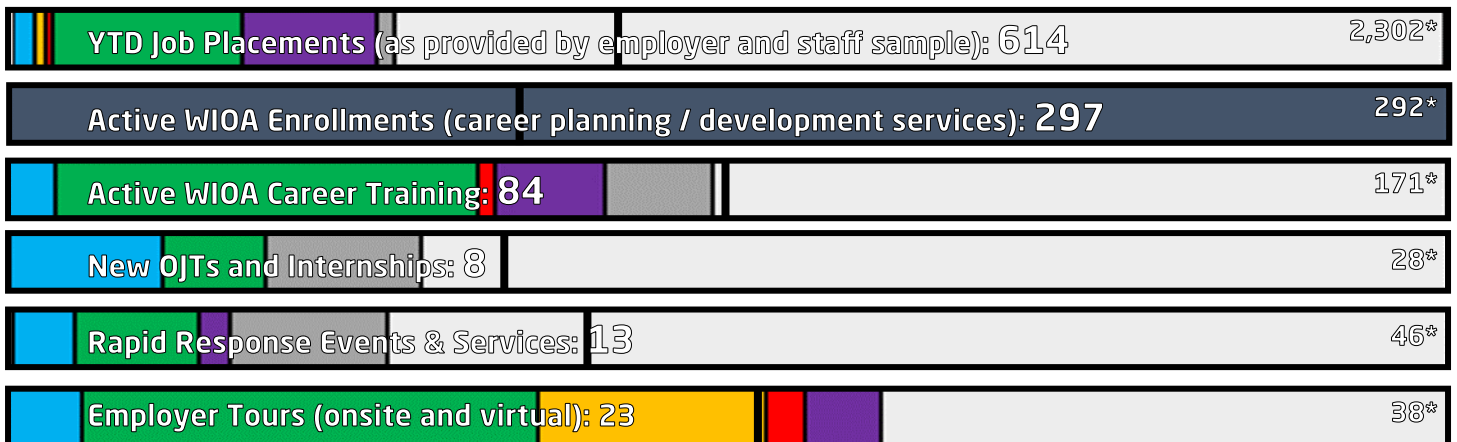 YTD Job Placements (as provided by employer and staff sample): 614 2,302*
Active WIOA Enrollments (career planning / development services): 297 292*
Active WIOA Career Training: 84 171*
New OJTs and Internships: 8 28*
Rapid Response Events & Services: 13 46*
Employer Tours (onsite and virtual): 23 38*